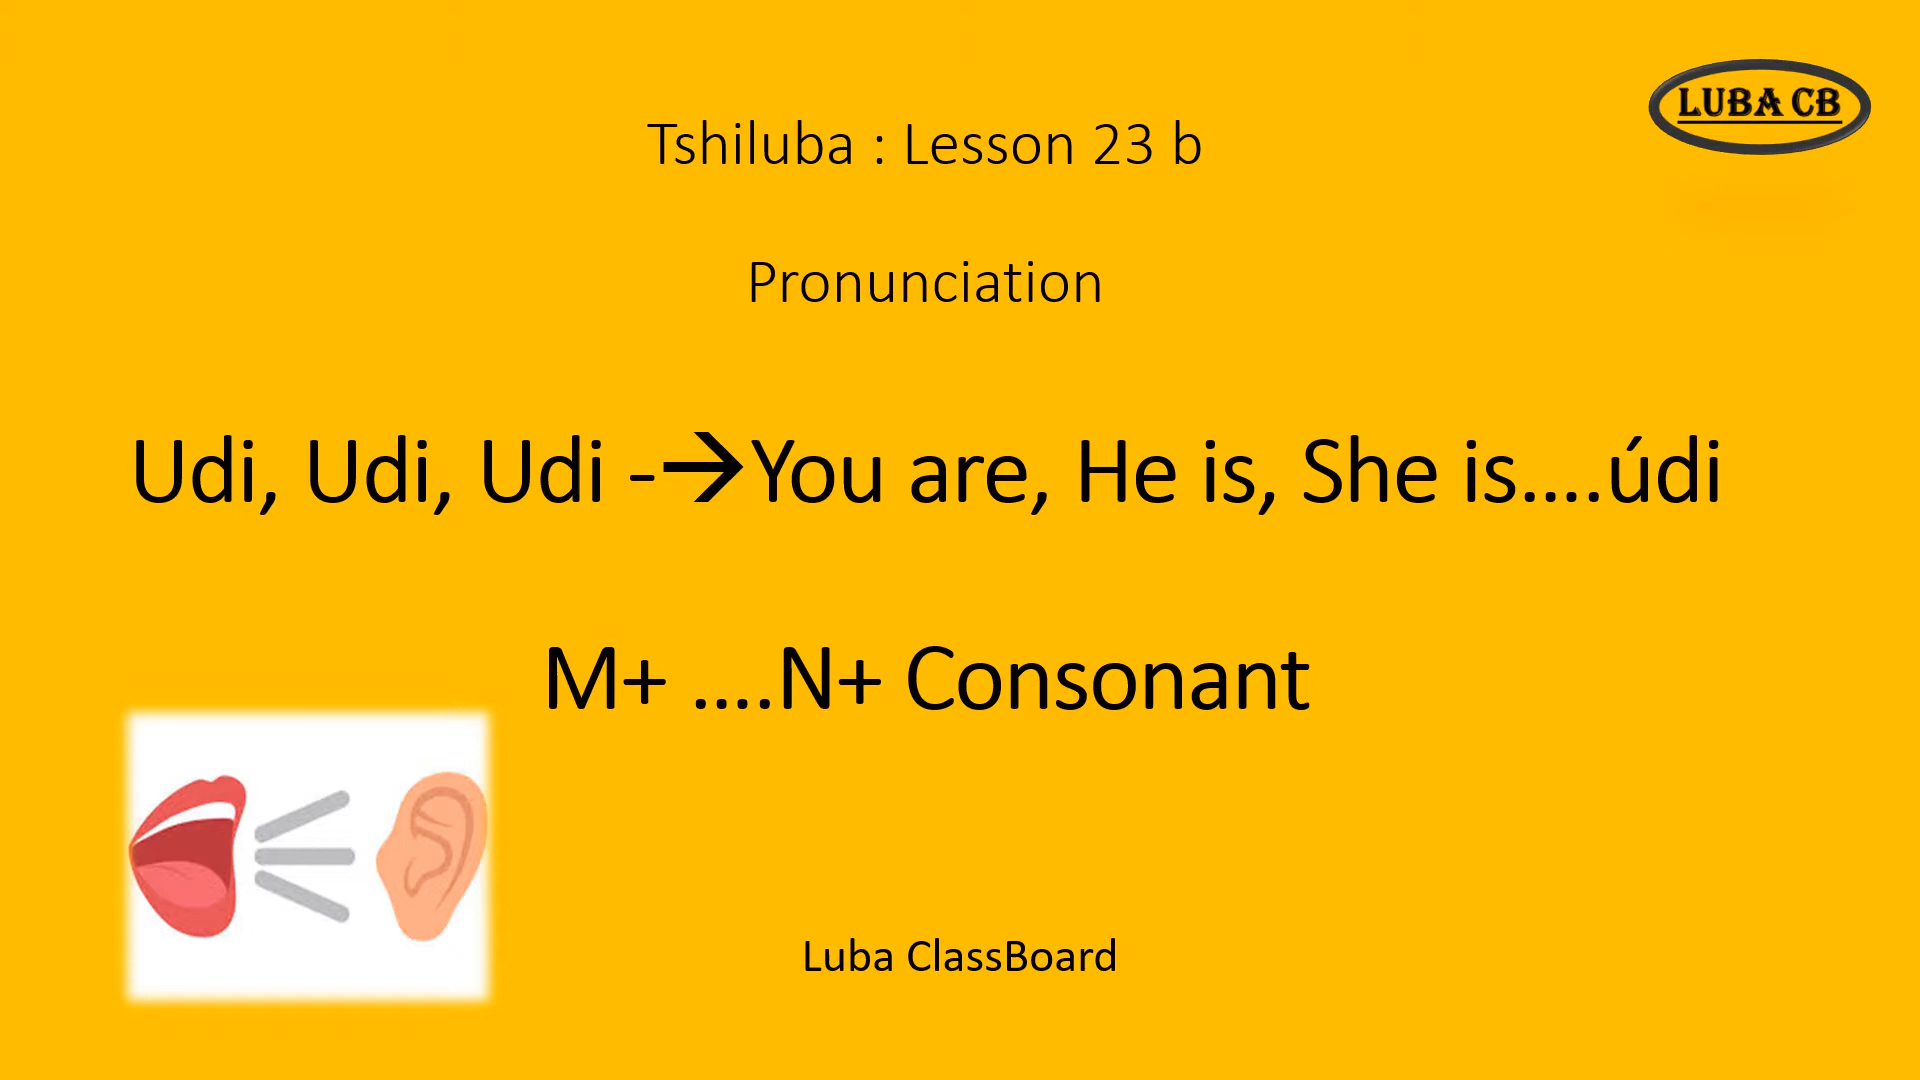 LUBA CB
Tshiluba : Lesson 23 b
Pronunciation
Udi, Udi, Udi -→You are, He is, She is....údi
M+ ....N+ Consonant
Luba ClassBoard